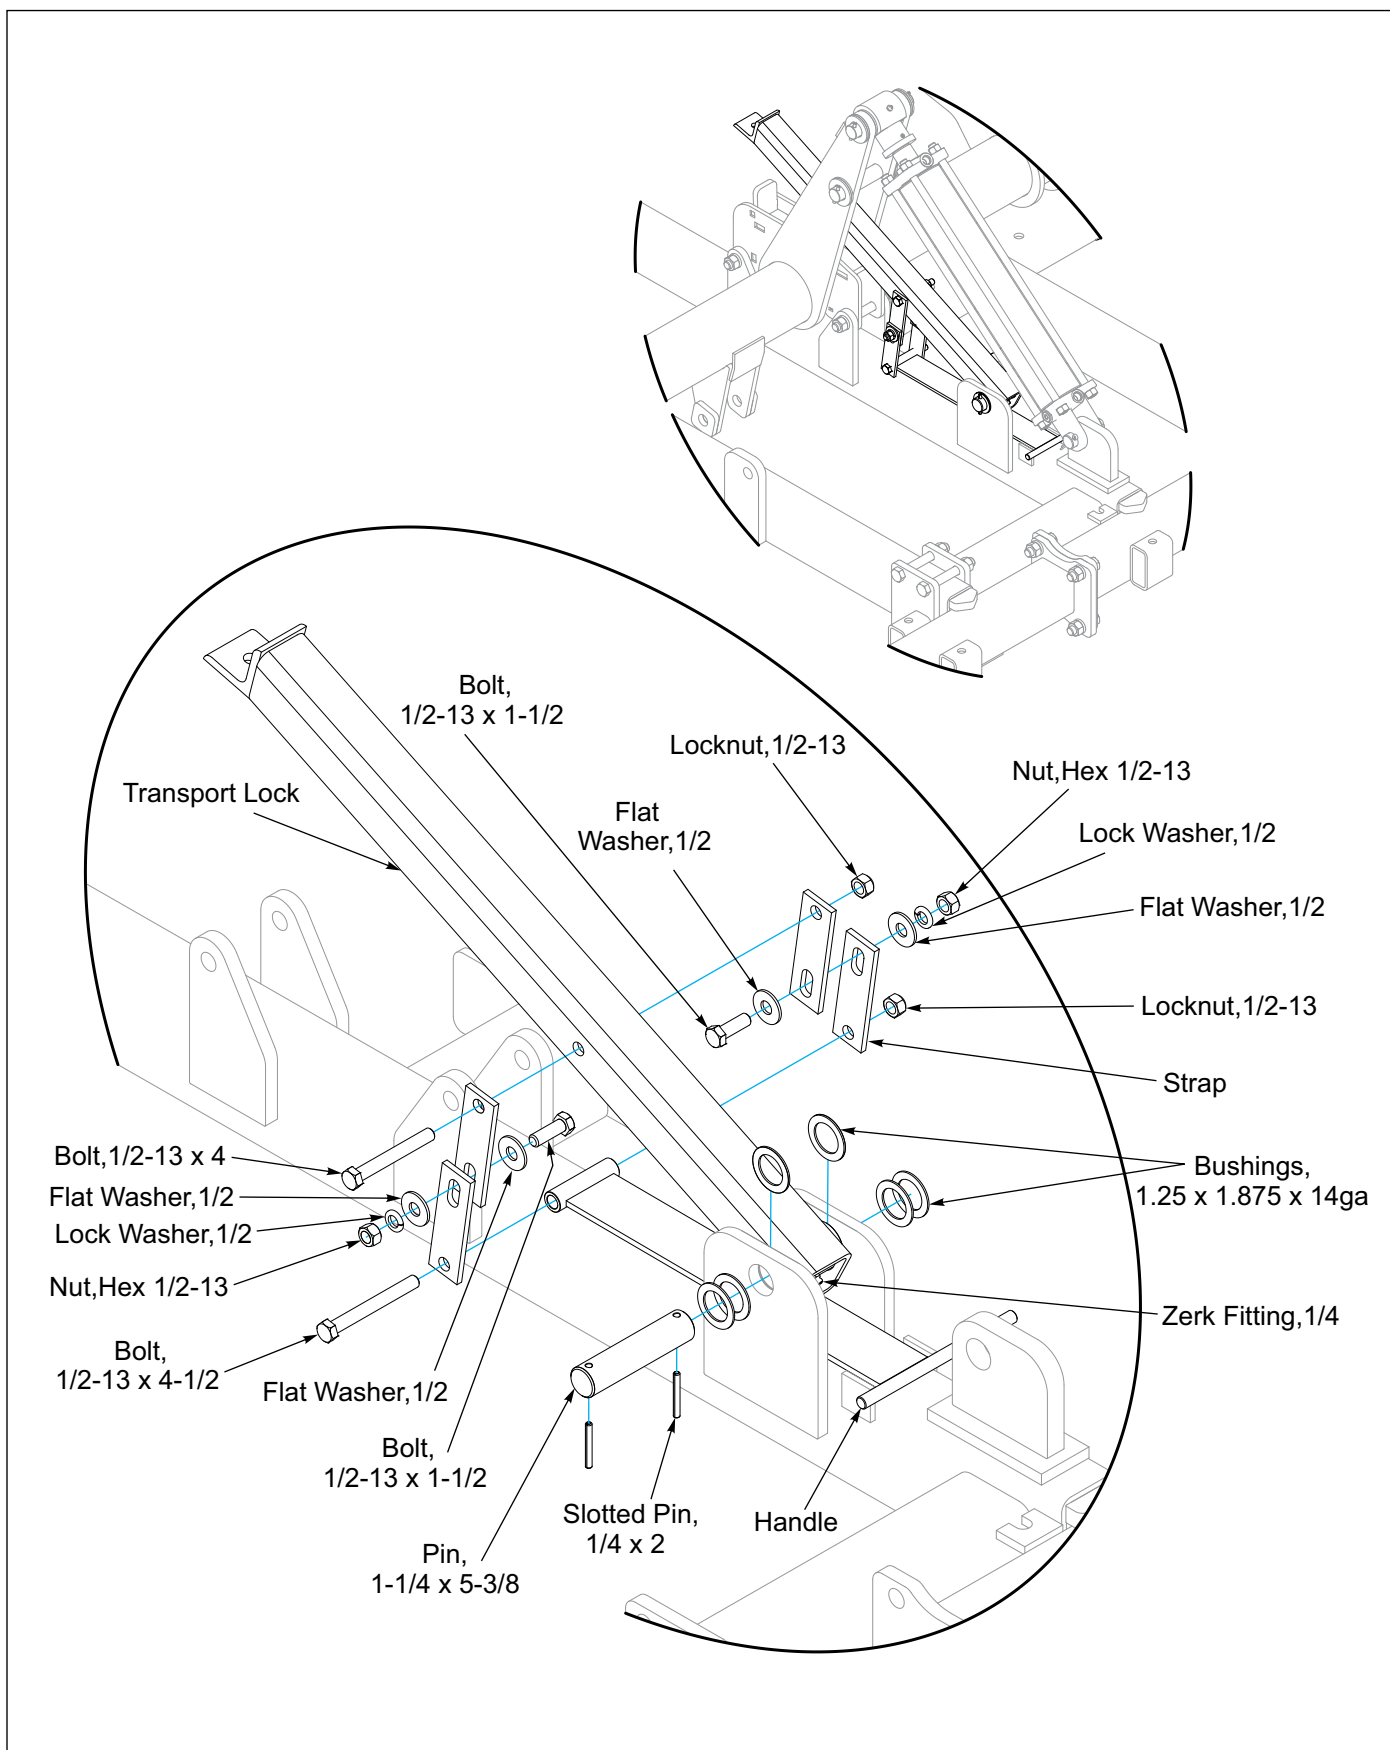 Bolt,
1/2-13 x 1-1/2
Locknut,1/2-13
Nut,Hex 1/2-13
Transport Lock
Flat
Washer,1/2
Lock Washer,1/2
Flat Washer,1/2
Locknut,1/2-13
Strap
Bolt,1/2-13 x 4
Flat Washer,1/2
Lock Washer,1/2
Nut,Hex 1/2-13
Bushings,
1.25 x 1.875 x 14ga
Zerk Fitting,1/4
Bolt,
1/2-13 x 4-1/2
Flat Washer,1/2
Bolt,
1/2-13 x 1-1/2
Slotted Pin,
1/4 x 2
Handle
Pin,
1-1/4 x 5-3/8